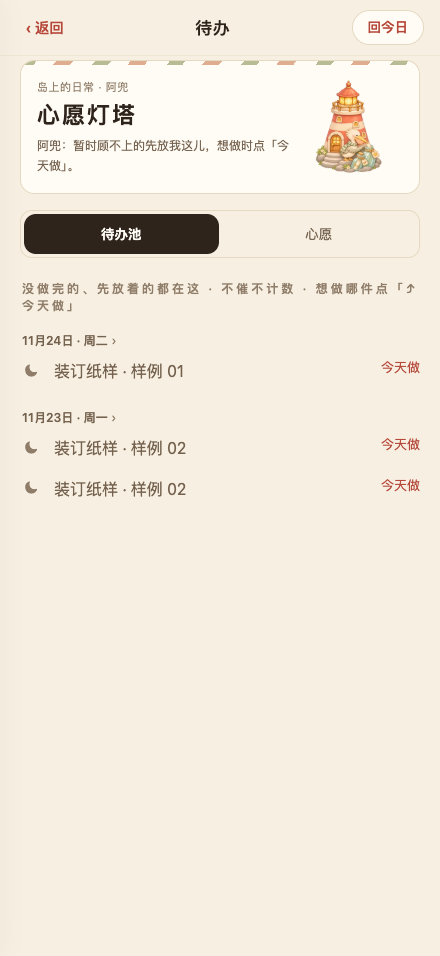 ‹ 返回
待办
回今日
岛上的日常 · 阿兜
心愿灯塔
阿兜：暂时顾不上的先放我这儿，想做时点「今
天做」。
待办池
心愿
没做完的、先放着的都在这 · 不催不计数 · 想做哪件点「⤴
今天做」
11月24日 · 周二 ›
装订纸样 · 样例 01
今天做
11月23日 · 周一 ›
装订纸样 · 样例 02
今天做
装订纸样 · 样例 02
今天做